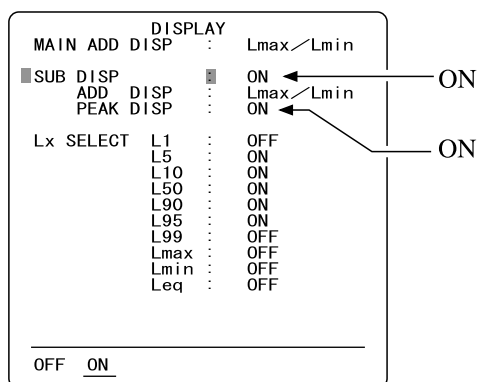 DISPLAY
MAIN ADD DISP : Lmax/Lmin
SUB DISP : ON
ADD DISP : Lmax/Lmin
PEAK DISP : ON
Lx SELECT L1 : OFF
L5 : ON
L10 : ON
L50 : ON
L90 : ON
L95 : ON
L99 : OFF
Lmax : OFF
Lmin : OFF
Leq : OFF
OFF ON
ON
ON